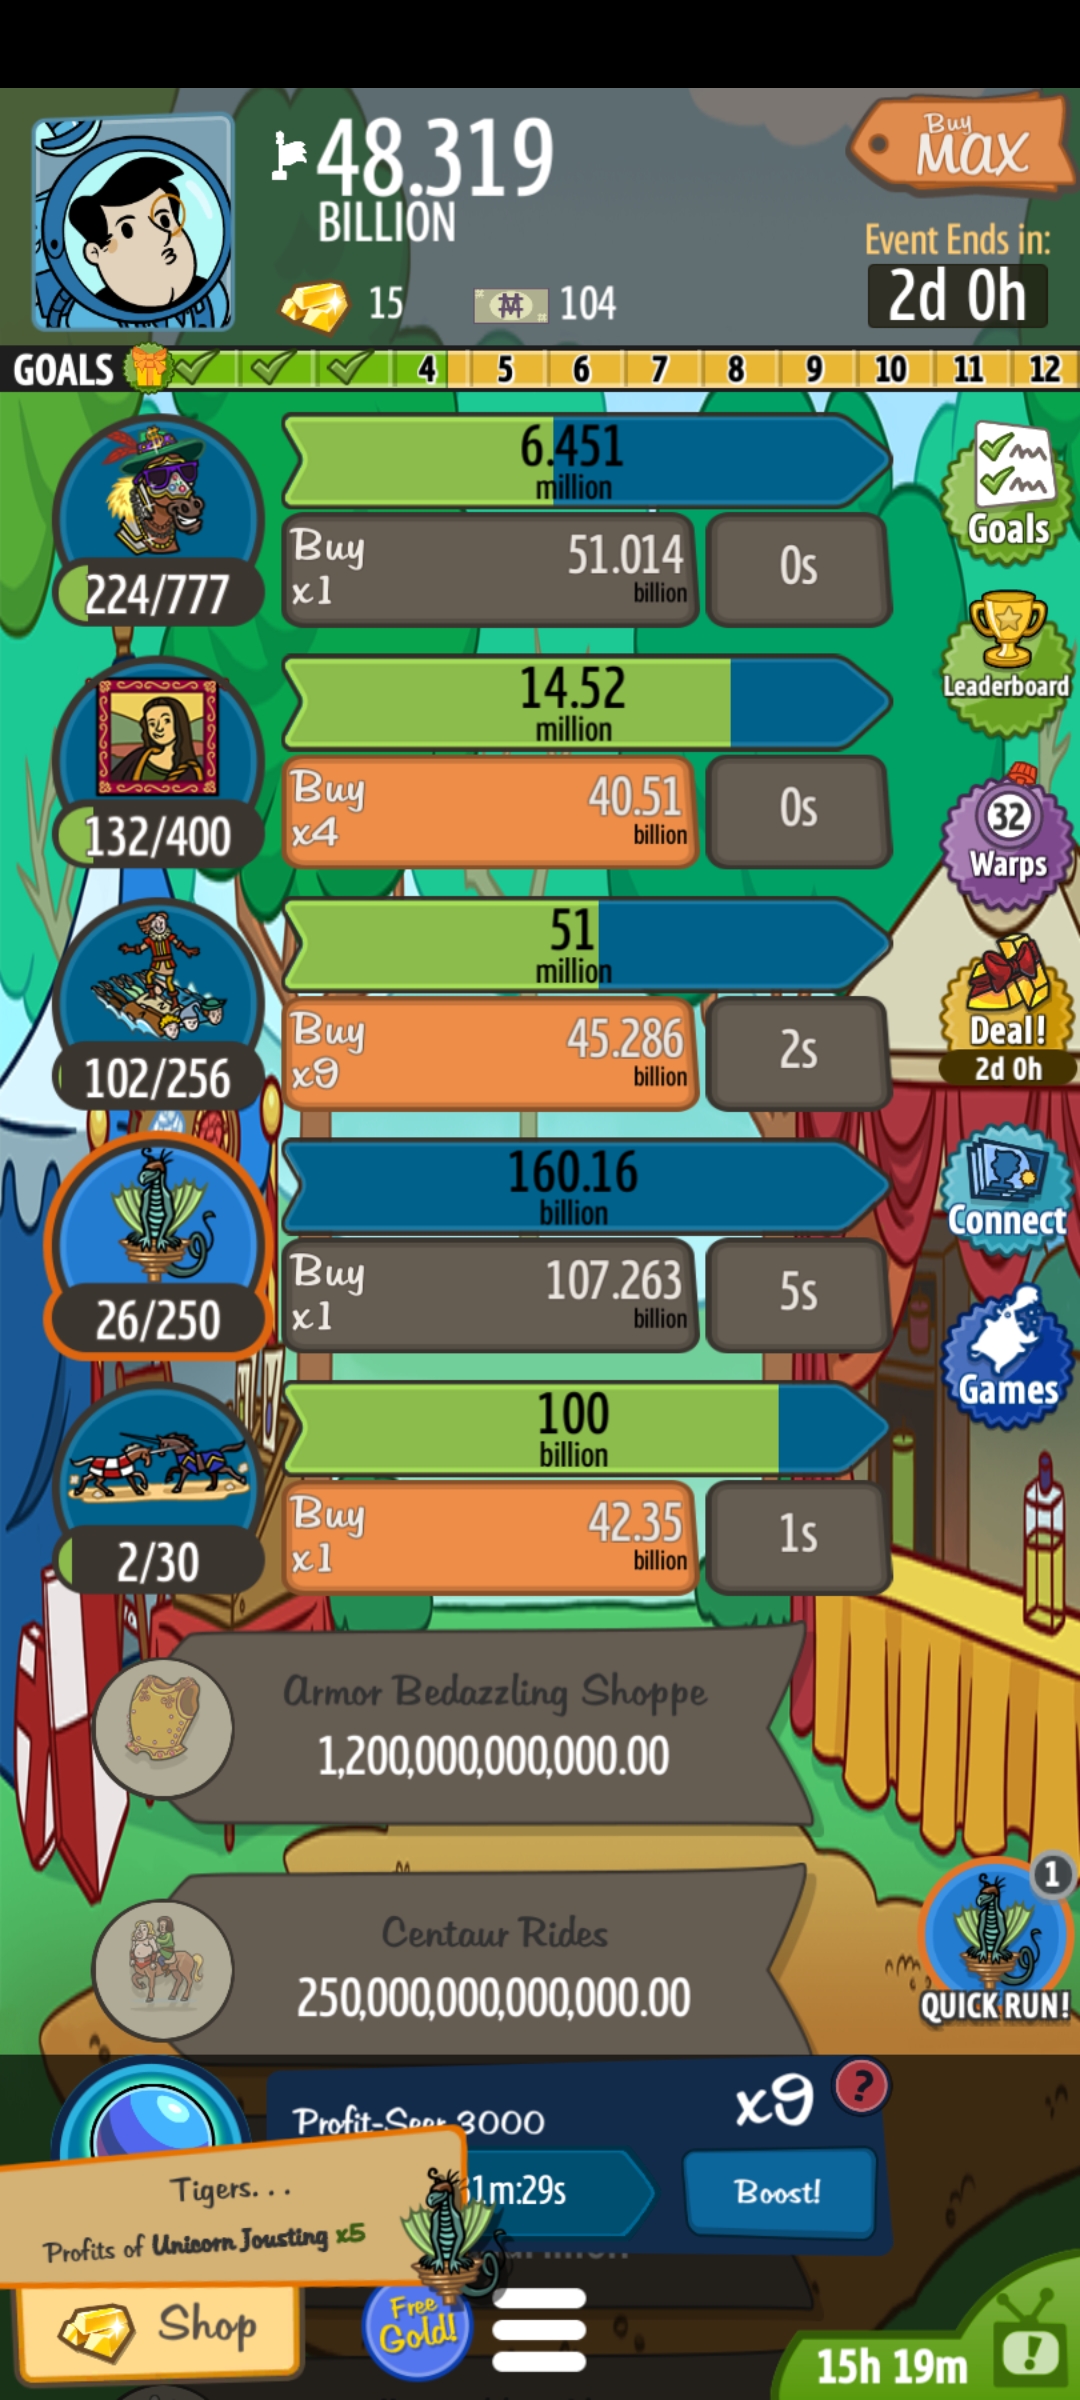 48.319
BILLION
Buy
MAX
Event Ends in:
2d 0h
15
104
GOALS
4
5
6
7
8
9
10
11
12
6.451
million
Buy
x1
51.014
billion
0s
224/777
Goals
14.52
million
Leaderboard
Buy
x4
40.51
billion
0s
132/400
32
Warps
51
million
Buy
x9
45.286
billion
2s
102/256
Deal!
2d 0h
160.16
billion
Connect
Buy
x1
107.263
billion
5s
26/250
Games
100
billion
Buy
x1
42.35
billion
1s
2/30
Armor Bedazzling Shoppe
1,200,000,000,000.00
Centaur Rides
250,000,000,000,000.00
1
QUICK RUN!
Profit-Seer 3000
x9
?
1m:29s
Boost!
Tigers...
Profits of Unicorn Jousting x5
Shop
Free
Gold!
15h 19m
!